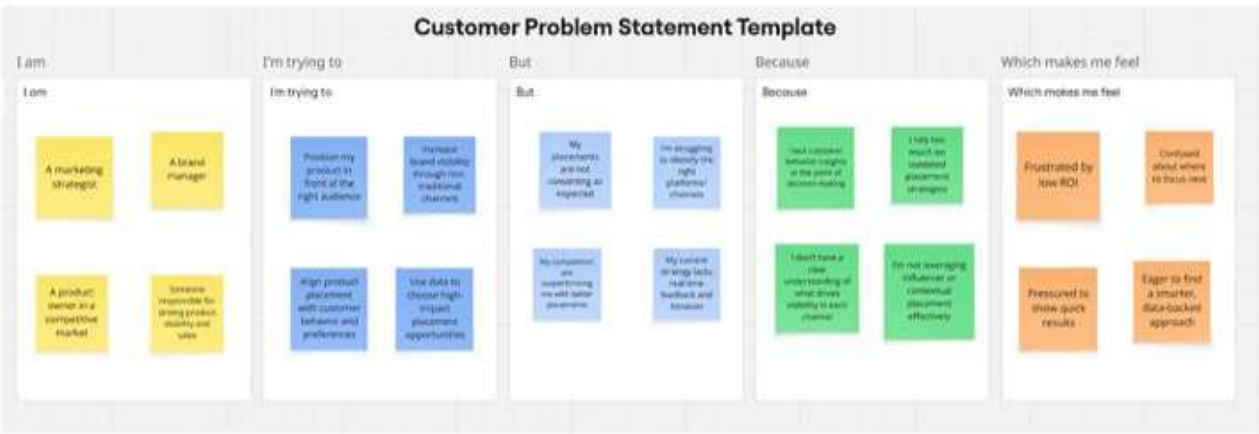 Customer Problem Statement Template
I am
I'm trying to
But
Because
Which makes me feel
I am
I'm trying to
But
Because
Which makes me feel
A marketing
strategist
A brand
manager
A product
owner in a
competitive
market
Someone
responsible for
driving product
visibility and
sales
Position my
product in
front of the
right audience
Increase
brand visibility
through non-
traditional
channels
Align product
placement
with customer
behavior and
preferences
Use data to
choose high-
impact
placement
opportunities
My
placements
are not
converting as
expected
I'm struggling
to identify the
right
platforms/
channels
My competitors
are
outperforming
me with better
placements
My current
strategy lacks
real-time
feedback and
iteration
I lack customer
behavior insights
at the point of
decision-making
I rely too
much on
outdated
placement
strategies
I don't have a
understanding of
what drives
visibility in each
channel
I'm not leveraging
influencer or
contextual
placement
effectively
Frustrated by
low ROI
Confused
about where
to focus next
Pressured to
show quick
results
Eager to find
a smarter,
data-backed
approach